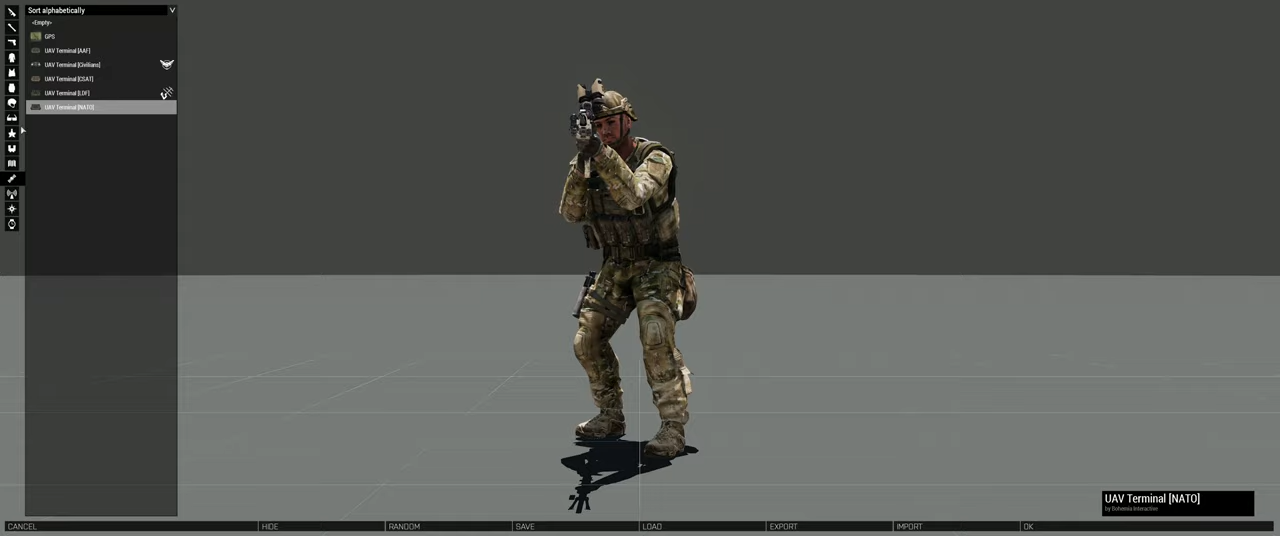 Sort alphabetically
<Empty>
GPS
UAV Terminal [AAF]
UAV Terminal [Civilians]
UAV Terminal [CSAT]
UAV Terminal [LDF]
UAV Terminal [NATO]
UAV Terminal [NATO]
by Bohemia Interactive
CANCEL
HIDE
RANDOM
SAVE
LOAD
EXPORT
IMPORT
OK